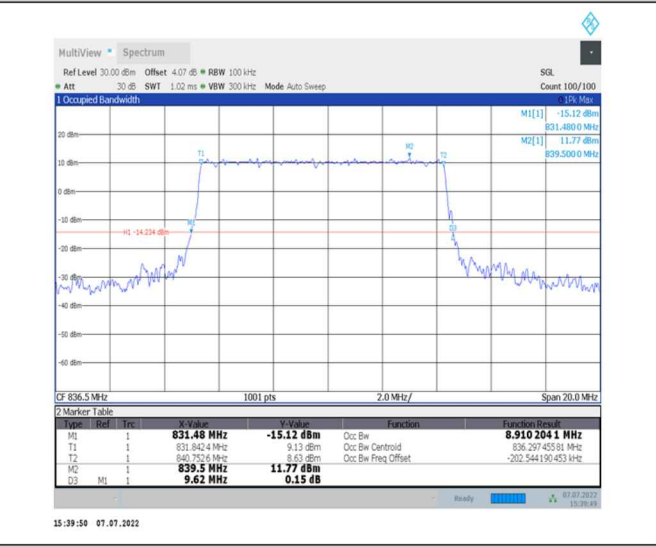 MultiView Spectrum
Ref Level 30.00 dBm Offset 4.07 dB RBW 100 kHz SGL
Att 30 dB SWT 1.02 ms VBW 300 kHz Mode Auto Sweep Count 100/100
1 Occupied Bandwidth 1Pk Max
M1[1] -15.12 dBm
831.4800 MHz
M2[1] 11.77 dBm
839.5000 MHz
20 dBm
M2
T1 T2
10 dBm
0 dBm
-10 dBm
M1 D3
H1 -14.234 dBm
-20 dBm
-30 dBm
-40 dBm
-50 dBm
-60 dBm
CF 836.5 MHz 1001 pts 2.0 MHz/ Span 20.0 MHz
2 Marker Table
Type Ref Trc X-Value Y-Value Function Function Result
M1 1 831.48 MHz -15.12 dBm Occ Bw 8.910 204 1 MHz
T1 1 831.842 4 MHz 9.13 dBm Occ Bw Centroid 836.297 455 81 MHz
T2 1 840.752 6 MHz 8.63 dBm Occ Bw Freq Offset -202.544 190 453 kHz
M2 1 839.5 MHz 11.77 dBm
D3 M1 1 9.62 MHz 0.15 dB
Ready 07.07.2022
15:39:49
15:39:50 07.07.2022